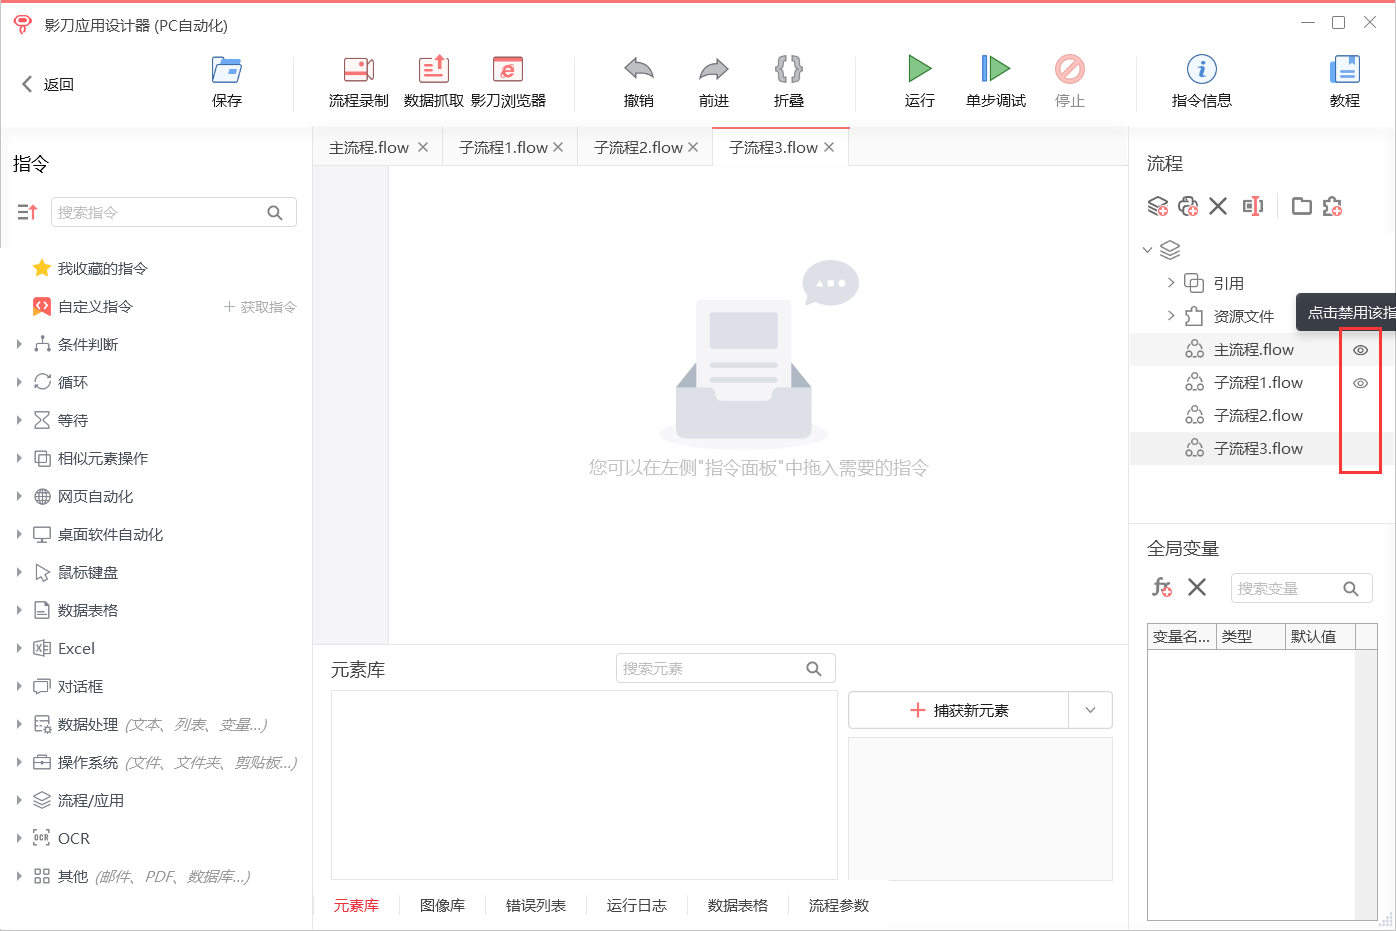 影刀应用设计器 (PC自动化)
返回
保存
流程录制
数据抓取
影刀浏览器
撤销
前进
折叠
运行
单步调试
停止
指令信息
教程
指令
搜索指令
我收藏的指令
自定义指令
获取指令
条件判断
循环
等待
相似元素操作
网页自动化
桌面软件自动化
鼠标键盘
数据表格
Excel
对话框
数据处理 (文本、列表、变量...)
操作系统 (文件、文件夹、剪贴板...)
流程/应用
OCR
其他 (邮件、PDF、数据库...)
主流程.flow
子流程1.flow
子流程2.flow
子流程3.flow
您可以在左侧"指令面板"中拖入需要的指令
元素库
搜索元素
捕获新元素
元素库
图像库
错误列表
运行日志
数据表格
流程参数
流程
引用
资源文件
点击禁用该指
主流程.flow
子流程1.flow
子流程2.flow
子流程3.flow
全局变量
搜索变量
变量名...
类型
默认值